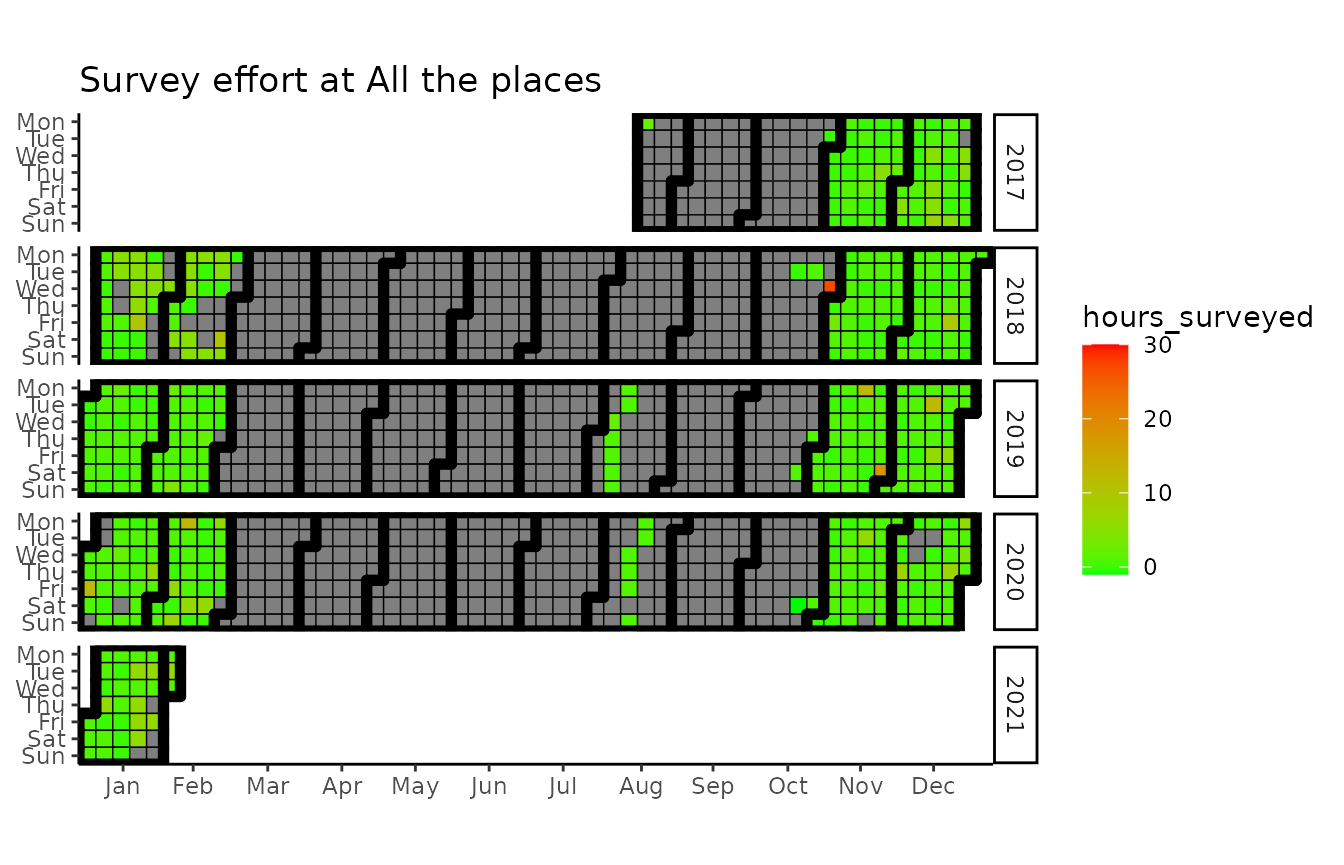 Survey effort at All the places
Mon
Tue
Wed
Thu
Fri
Sat
Sun
2017
Mon
Tue
Wed
Thu
Fri
Sat
Sun
2018
Mon
Tue
Wed
Thu
Fri
Sat
Sun
2019
Mon
Tue
Wed
Thu
Fri
Sat
Sun
2020
Mon
Tue
Wed
Thu
Fri
Sat
Sun
2021
Jan Feb Mar Apr May Jun Jul Aug Sep Oct Nov Dec
hours_surveyed
30
20
10
0